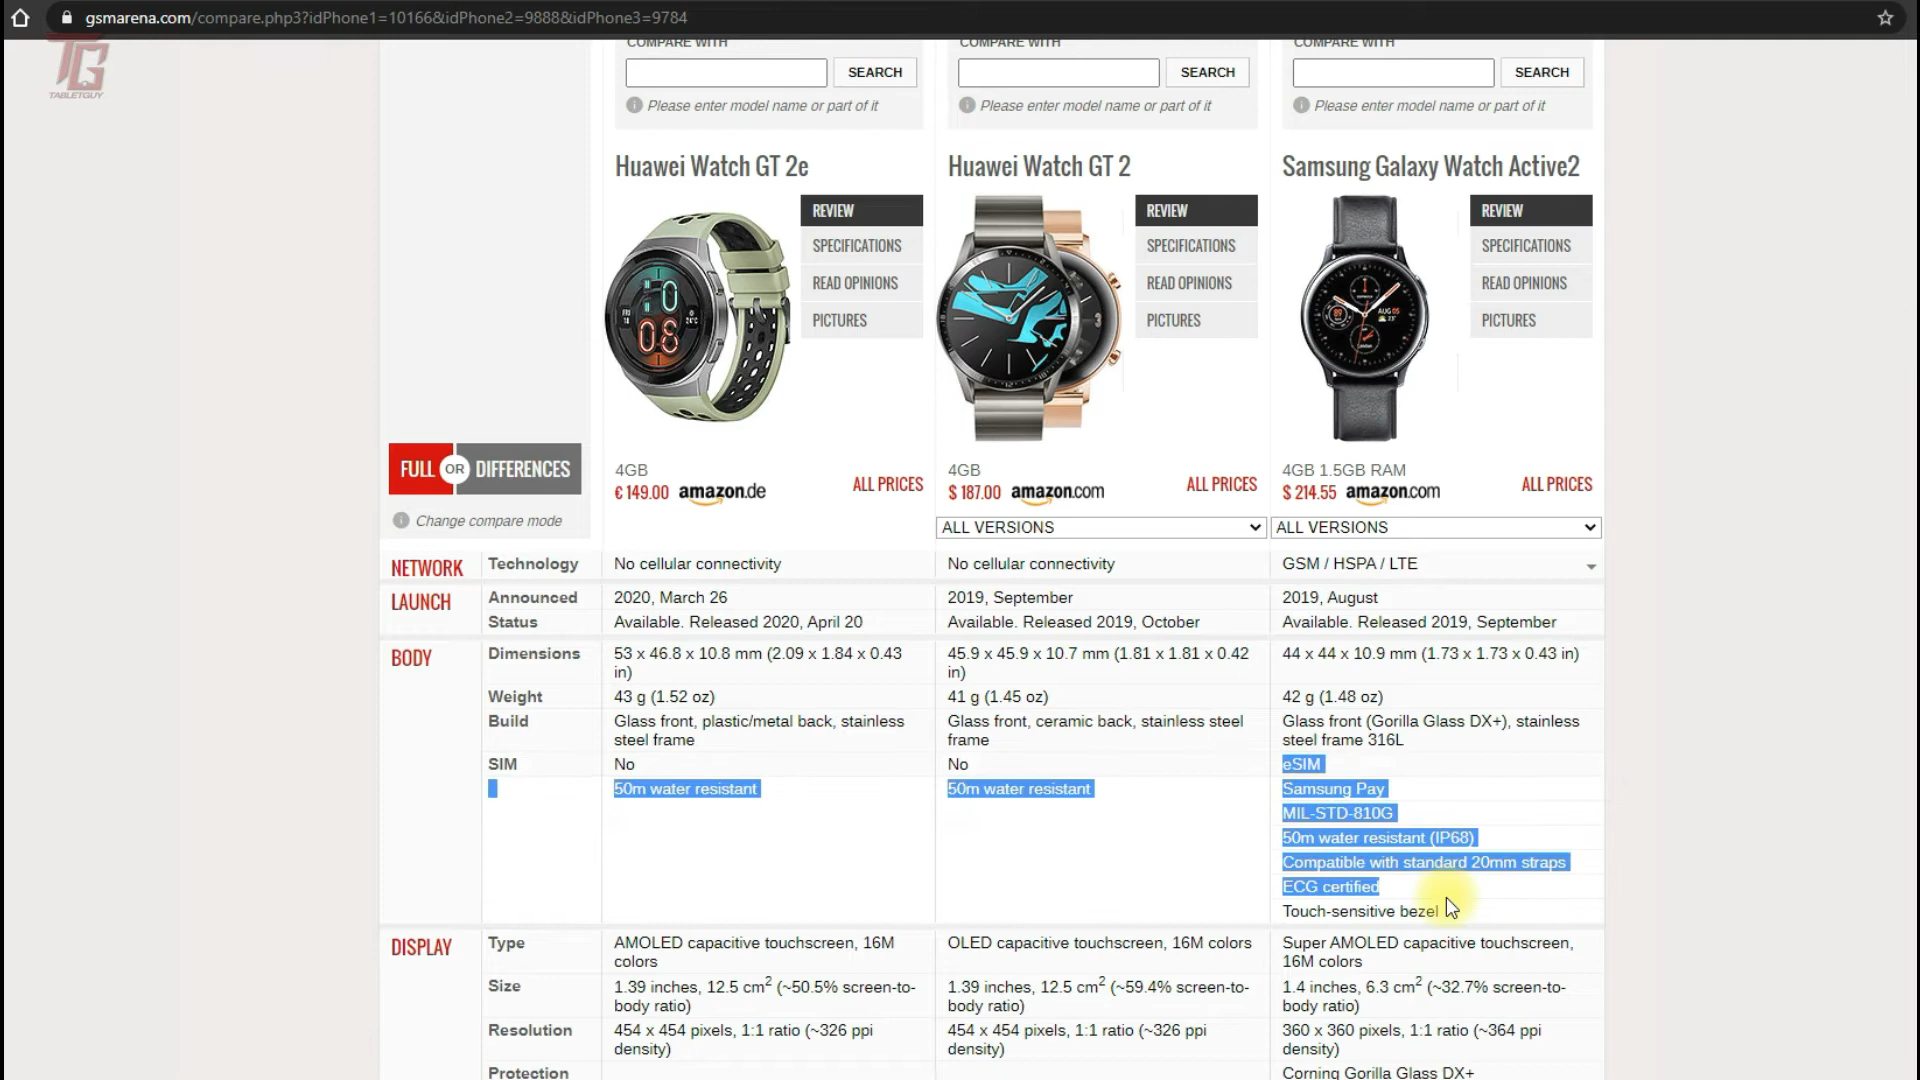 gsmarena.com/compare.php3?idPhone1=10166&idPhone2=9888&idPhone3=9784
TG
TABLETGUY
COMPARE WITH
COMPARE WITH
COMPARE WITH
SEARCH
SEARCH
SEARCH
Please enter model name or part of it
Please enter model name or part of it
Please enter model name or part of it
Huawei Watch GT 2e
Huawei Watch GT 2
Samsung Galaxy Watch Active2
REVIEW
SPECIFICATIONS
READ OPINIONS
PICTURES
REVIEW
SPECIFICATIONS
READ OPINIONS
PICTURES
REVIEW
SPECIFICATIONS
READ OPINIONS
PICTURES
FULL OR DIFFERENCES
Change compare mode
4GB
€ 149.00 amazon.de ALL PRICES
4GB
$ 187.00 amazon.com ALL PRICES
4GB 1.5GB RAM
$ 214.55 amazon.com ALL PRICES
ALL VERSIONS
ALL VERSIONS
NETWORK Technology No cellular connectivity No cellular connectivity GSM / HSPA / LTE
LAUNCH Announced 2020, March 26 2019, September 2019, August
Status Available. Released 2020, April 20 Available. Released 2019, October Available. Released 2019, September
BODY Dimensions 53 x 46.8 x 10.8 mm (2.09 x 1.84 x 0.43 45.9 x 45.9 x 10.7 mm (1.81 x 1.81 x 0.42 44 x 44 x 10.9 mm (1.73 x 1.73 x 0.43 in)
in) in)
Weight 43 g (1.52 oz) 41 g (1.45 oz) 42 g (1.48 oz)
Build Glass front, plastic/metal back, stainless Glass front, ceramic back, stainless steel Glass front (Gorilla Glass DX+), stainless
steel frame frame steel frame 316L
SIM No No eSIM
50m water resistant 50m water resistant Samsung Pay
MIL-STD-810G
50m water resistant (IP68)
Compatible with standard 20mm straps
ECG certified
Touch-sensitive bezel
DISPLAY Type AMOLED capacitive touchscreen, 16M OLED capacitive touchscreen, 16M colors Super AMOLED capacitive touchscreen,
colors 16M colors
Size 1.39 inches, 12.5 cm2 (~50.5% screen-to- 1.39 inches, 12.5 cm2 (~59.4% screen-to- 1.4 inches, 6.3 cm2 (~32.7% screen-to-
body ratio) body ratio) body ratio)
Resolution 454 x 454 pixels, 1:1 ratio (~326 ppi 454 x 454 pixels, 1:1 ratio (~326 ppi 360 x 360 pixels, 1:1 ratio (~364 ppi
density) density) density)
Protection Corning Gorilla Glass DX+